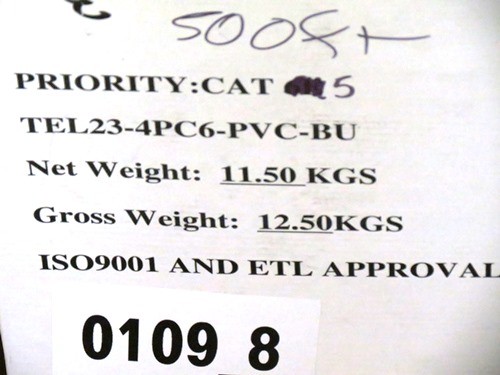 500ft
PRIORITY:CAT 5
TEL23-4PC6-PVC-BU
Net Weight: 11.50 KGS
Gross Weight: 12.50KGS
ISO9001 AND ETL APPROVAL
0109 8